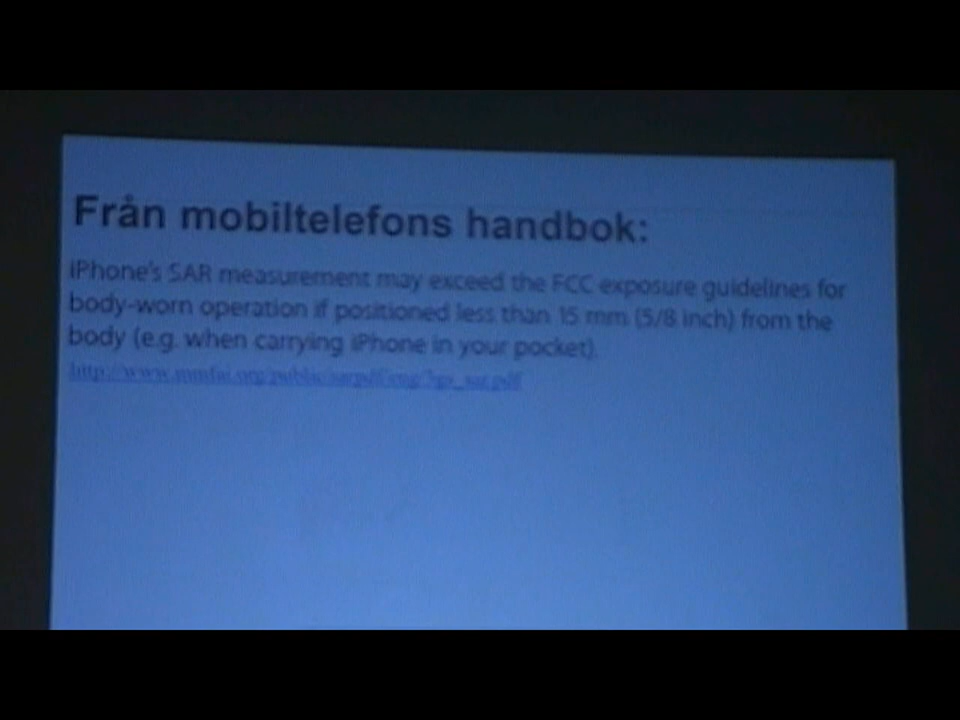 Från mobiltelefons handbok:
iPhone's SAR measurement may exceed the FCC exposure guidelines for
body-worn operation if positioned less than 15 mm (5/8 inch) from the
body (e.g. when carrying iPhone in your pocket).